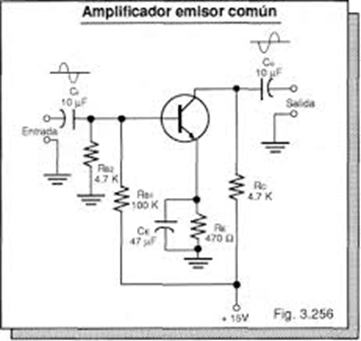 Amplificador emisor común
Co
10 µF
Ci
10 µF
Salida
Entrada
RB2
4.7 K
RB1
100 K
RC
4.7 K
CE
47 µF
RE
470 Ω
+ 15V
Fig. 3.256